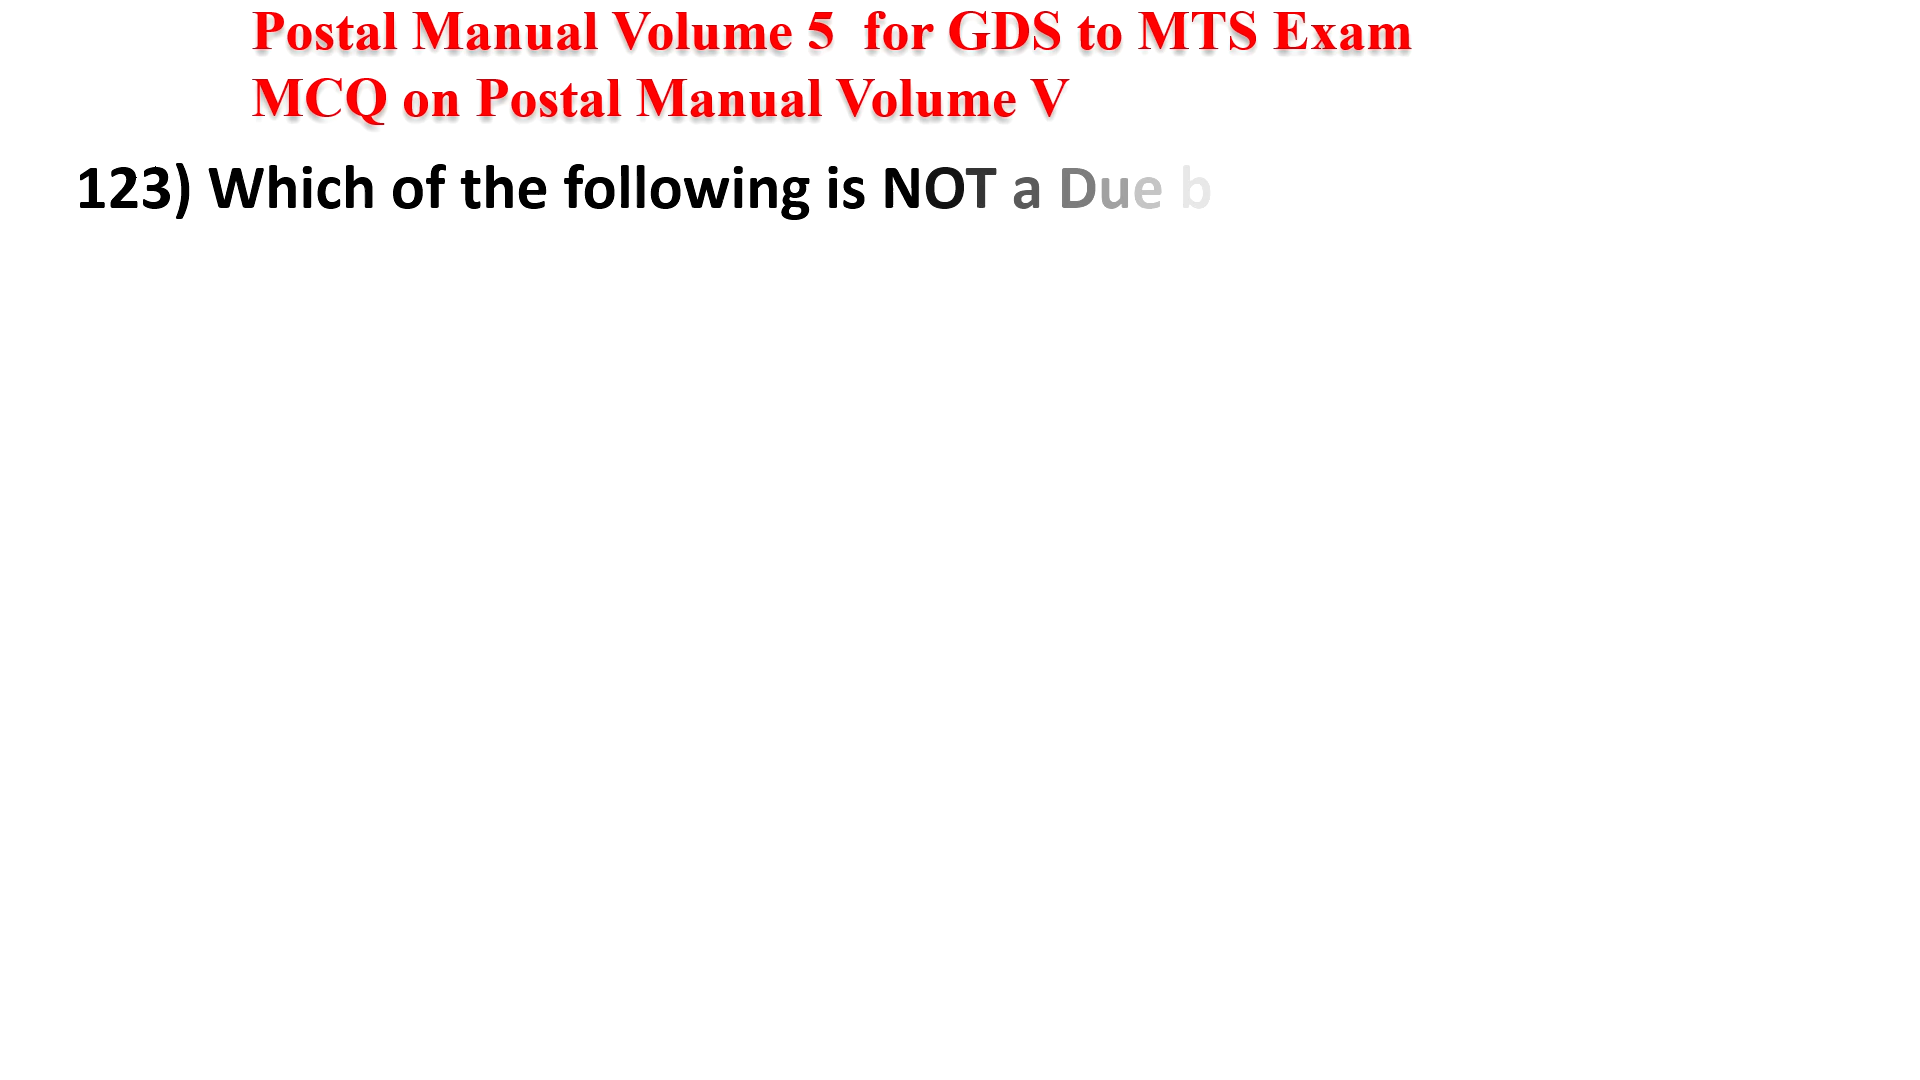 Postal Manual Volume 5 for GDS to MTS Exam
MCQ on Postal Manual Volume V
123) Which of the following is NOT a Due b